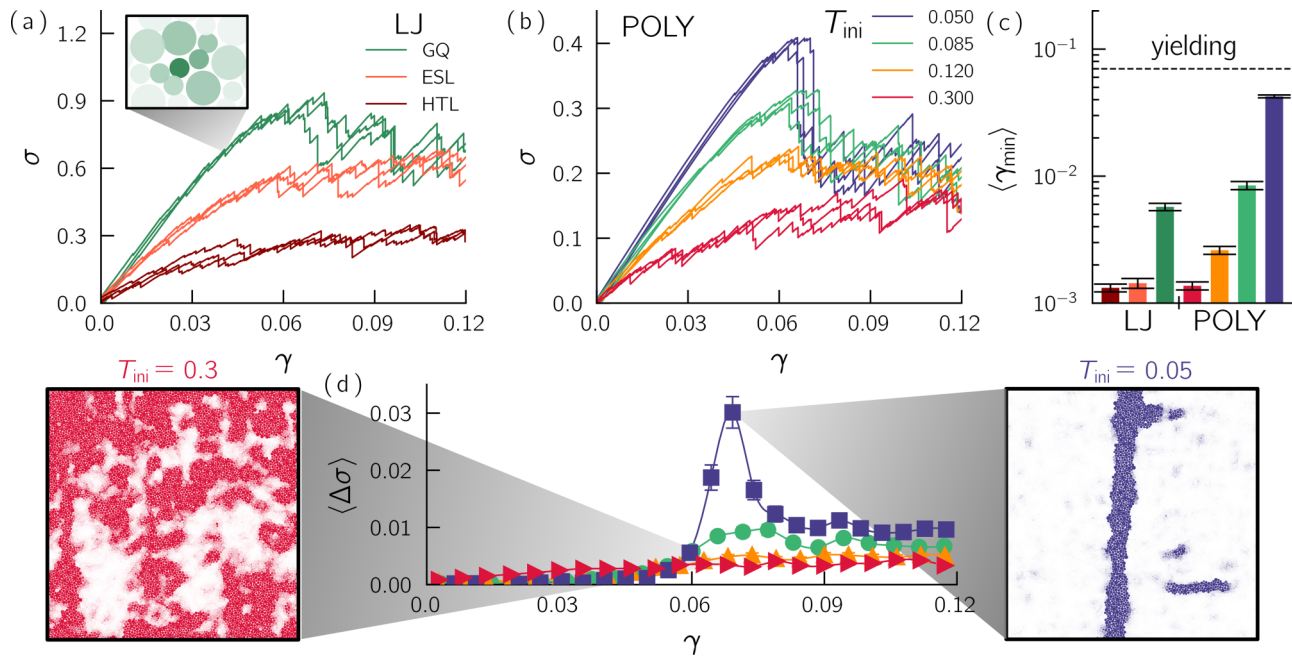 (a)
LJ
GQ
ESL
HTL
σ
1.2
0.9
0.6
0.3
0.0
0.0 0.03 0.06 0.09 0.12
γ
(b)
POLY
T_ini
0.050
0.085
0.120
0.300
σ
0.4
0.3
0.2
0.1
0.0
0.0 0.03 0.06 0.09 0.12
γ
(c)
yielding
⟨γ_min⟩
10⁻¹
10⁻²
10⁻³
LJ POLY
T_ini = 0.3
(d)
⟨Δσ⟩
0.03
0.02
0.01
0.00
0.0 0.03 0.06 0.09 0.12
γ
T_ini = 0.05